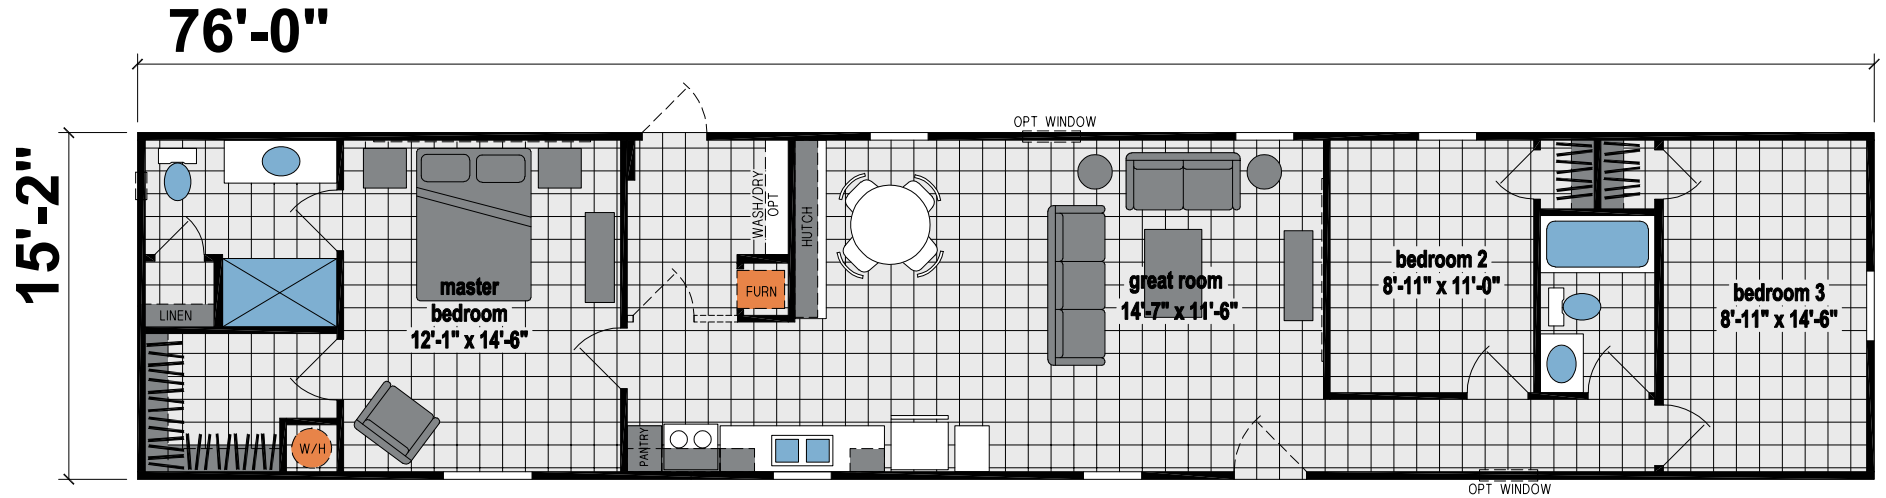 76'-0"
15'-2"
OPT WINDOW
WASH/DRY
OPT
HUTCH
FURN
LINEN
master
bedroom
12'-1" x 14'-6"
great room
14'-7" x 11'-6"
bedroom 2
8'-11" x 11'-0"
bedroom 3
8'-11" x 14'-6"
W/H
PANTRY
OPT WINDOW